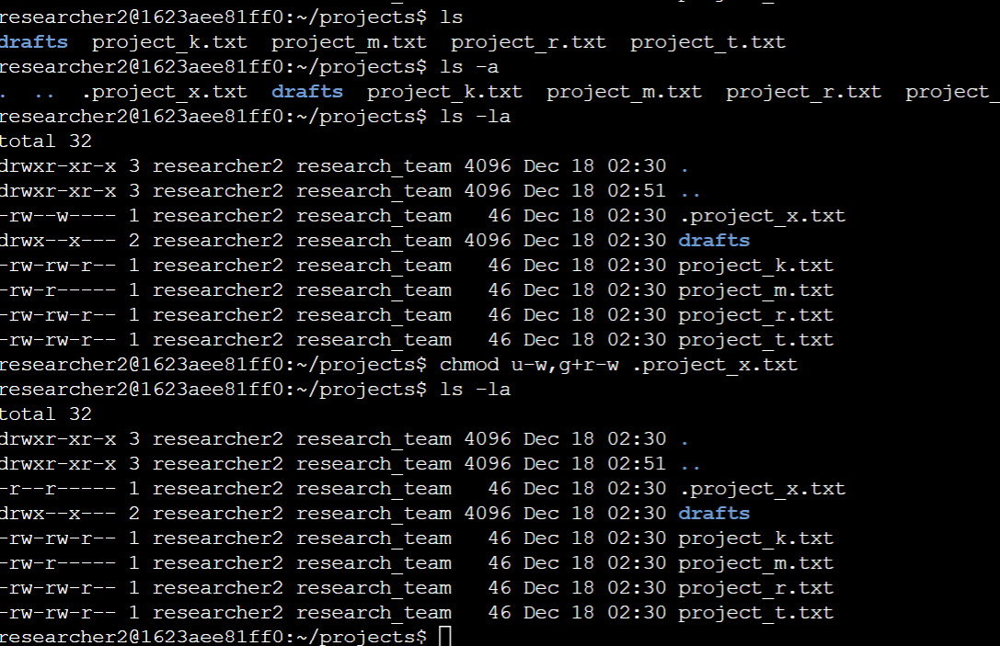 researcher2@1623aee81ff0:~/projects$ ls
drafts  project_k.txt  project_m.txt  project_r.txt  project_t.txt
researcher2@1623aee81ff0:~/projects$ ls -a
.  ..  .project_x.txt  drafts  project_k.txt  project_m.txt  project_r.txt  project_
researcher2@1623aee81ff0:~/projects$ ls -la
total 32
drwxr-xr-x 3 researcher2 research_team 4096 Dec 18 02:30 .
drwxr-xr-x 3 researcher2 research_team 4096 Dec 18 02:51 ..
-rw--w---- 1 researcher2 research_team   46 Dec 18 02:30 .project_x.txt
drwx--x--- 2 researcher2 research_team 4096 Dec 18 02:30 drafts
-rw-rw-r-- 1 researcher2 research_team   46 Dec 18 02:30 project_k.txt
-rw-r----- 1 researcher2 research_team   46 Dec 18 02:30 project_m.txt
-rw-rw-r-- 1 researcher2 research_team   46 Dec 18 02:30 project_r.txt
-rw-rw-r-- 1 researcher2 research_team   46 Dec 18 02:30 project_t.txt
researcher2@1623aee81ff0:~/projects$ chmod u-w,g+r-w .project_x.txt
researcher2@1623aee81ff0:~/projects$ ls -la
total 32
drwxr-xr-x 3 researcher2 research_team 4096 Dec 18 02:30 .
drwxr-xr-x 3 researcher2 research_team 4096 Dec 18 02:51 ..
-r--r----- 1 researcher2 research_team   46 Dec 18 02:30 .project_x.txt
drwx--x--- 2 researcher2 research_team 4096 Dec 18 02:30 drafts
-rw-rw-r-- 1 researcher2 research_team   46 Dec 18 02:30 project_k.txt
-rw-r----- 1 researcher2 research_team   46 Dec 18 02:30 project_m.txt
-rw-rw-r-- 1 researcher2 research_team   46 Dec 18 02:30 project_r.txt
-rw-rw-r-- 1 researcher2 research_team   46 Dec 18 02:30 project_t.txt
researcher2@1623aee81ff0:~/projects$